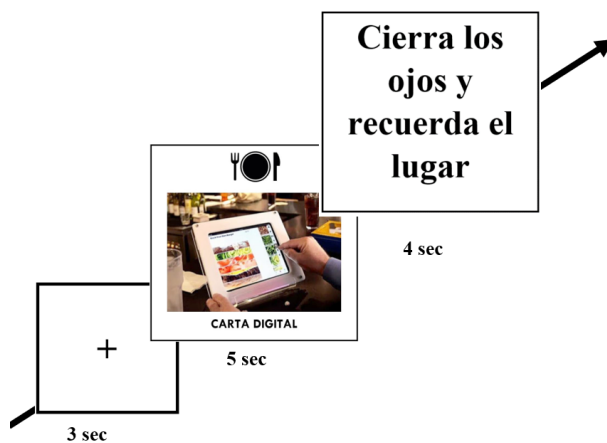 Cierra los
ojos y
recuerda el
lugar
4 sec
CARTA DIGITAL
5 sec
+
3 sec